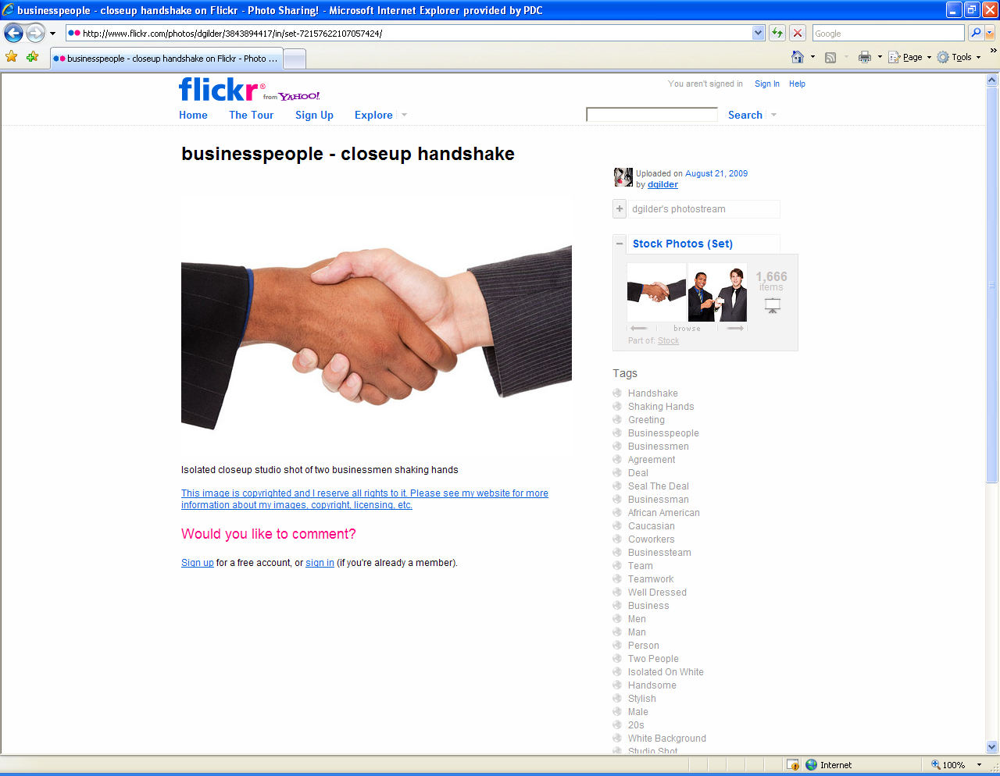 businesspeople - closeup handshake on Flickr - Photo Sharing! - Microsoft Internet Explorer provided by PDC
http://www.flickr.com/photos/dgilder/3843894417/in/set-72157622107057424/
Google
businesspeople - closeup handshake on Flickr - Photo ...
Page
Tools
flickr® from YAHOO!
You aren't signed in Sign In Help
Home The Tour Sign Up Explore
Search
businesspeople - closeup handshake
Uploaded on August 21, 2009
by dgilder
+ dgilder's photostream
− Stock Photos (Set)
1,666
items
browse
Part of: Stock
Isolated closeup studio shot of two businessmen shaking hands
This image is copyrighted and I reserve all rights to it. Please see my website for more
information about my images, copyright, licensing, etc.
Would you like to comment?
Sign up for a free account, or sign in (if you're already a member).
Tags
Handshake
Shaking Hands
Greeting
Businesspeople
Businessmen
Agreement
Deal
Seal The Deal
Businessman
African American
Caucasian
Coworkers
Businessteam
Team
Teamwork
Well Dressed
Business
Men
Man
Person
Two People
Isolated On White
Handsome
Stylish
Male
20s
White Background
Studio Shot
Internet
100%